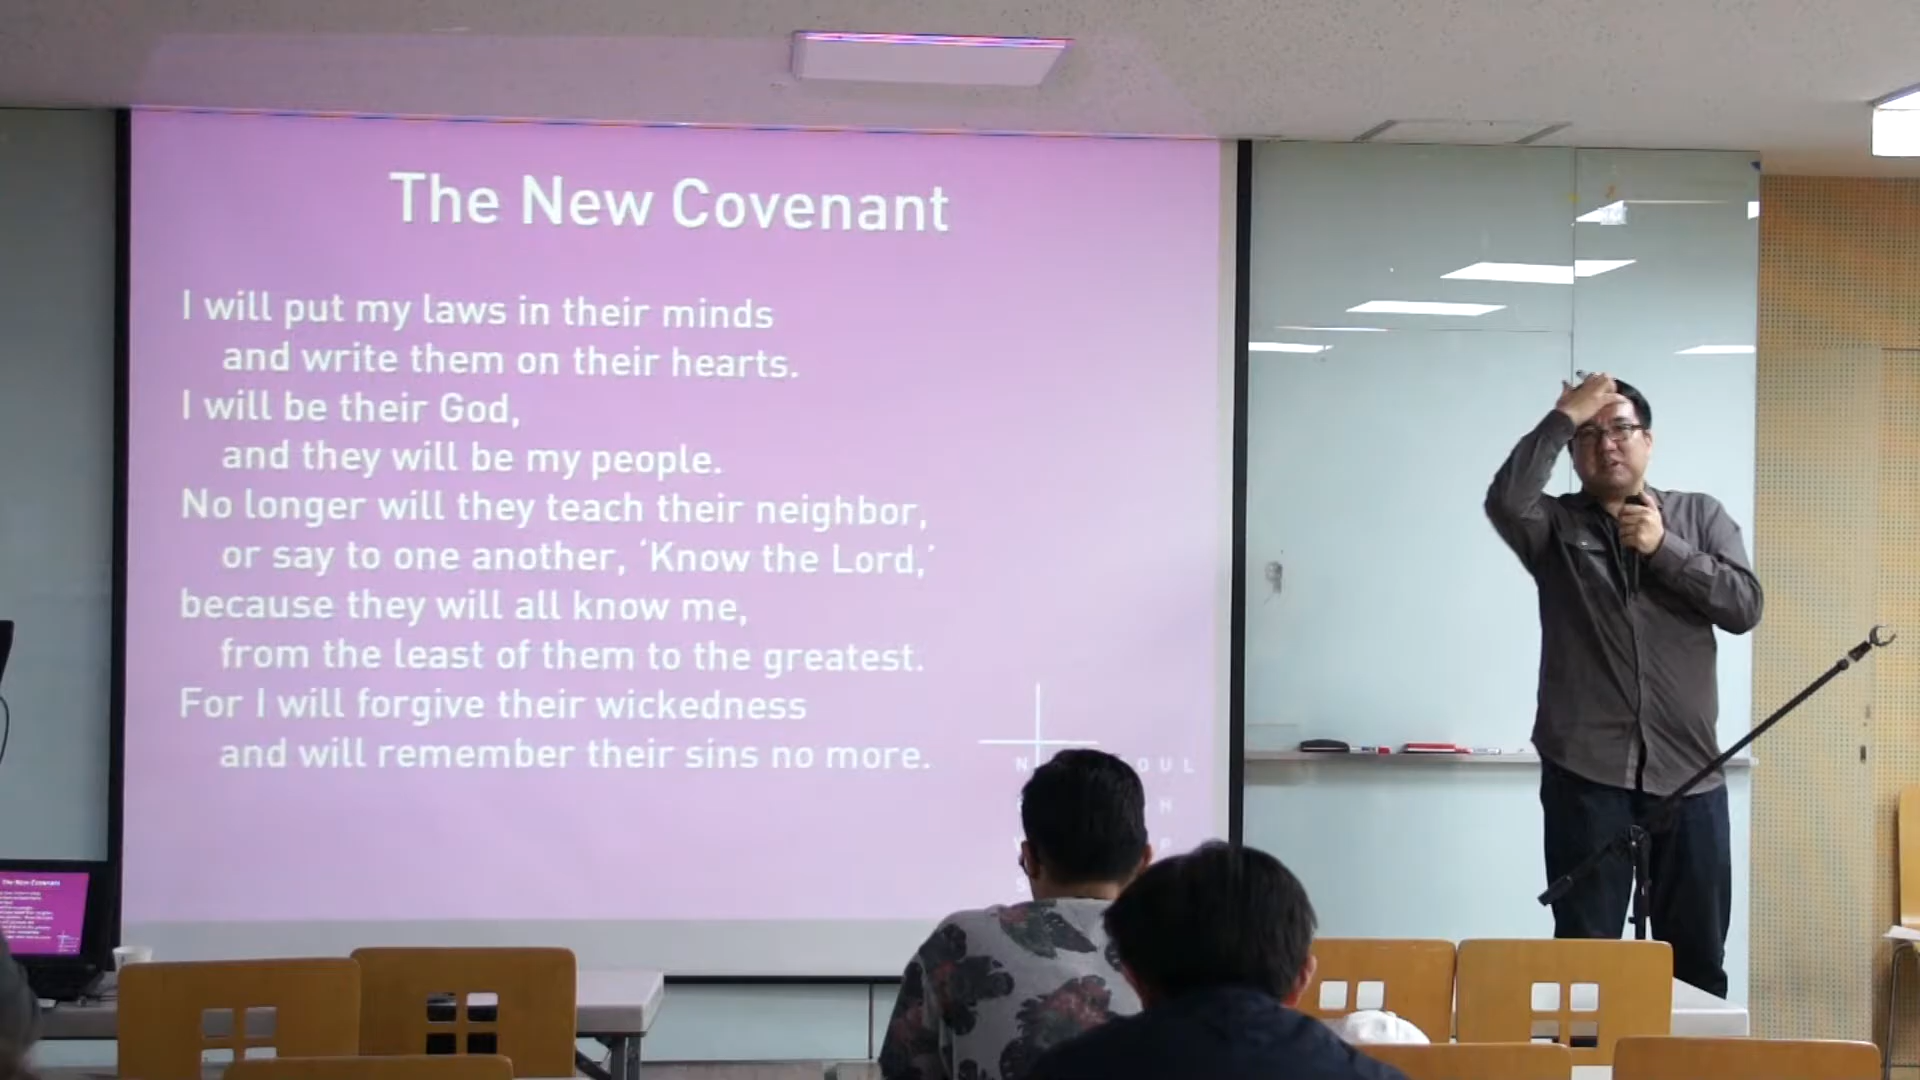 The New Covenant
I will put my laws in their minds
and write them on their hearts.
I will be their God,
and they will be my people.
No longer will they teach their neighbor,
or say to one another, ‘Know the Lord,’
because they will all know me,
from the least of them to the greatest.
For I will forgive their wickedness
and will remember their sins no more.
The New Covenant